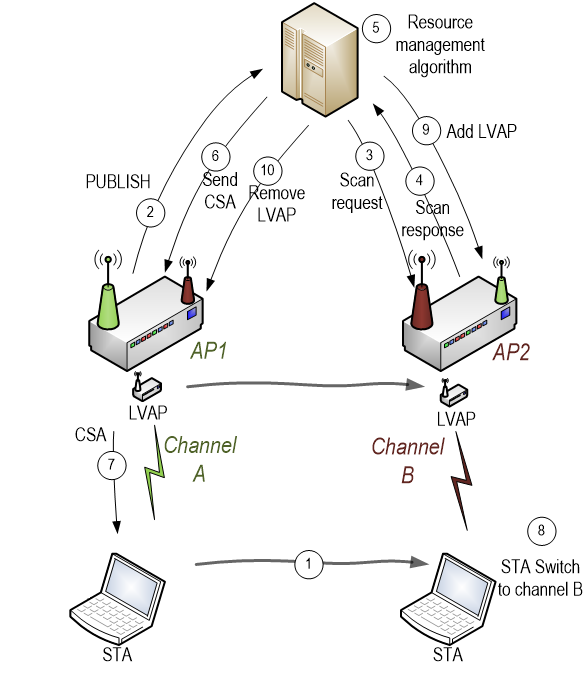 5
Resource
management
algorithm
9
Add LVAP
6
Send
CSA
10
Remove
LVAP
3
Scan
request
4
Scan
response
PUBLISH
2
AP1
AP2
LVAP
LVAP
CSA
7
Channel
A
Channel
B
8
STA Switch
to channel B
1
STA
STA